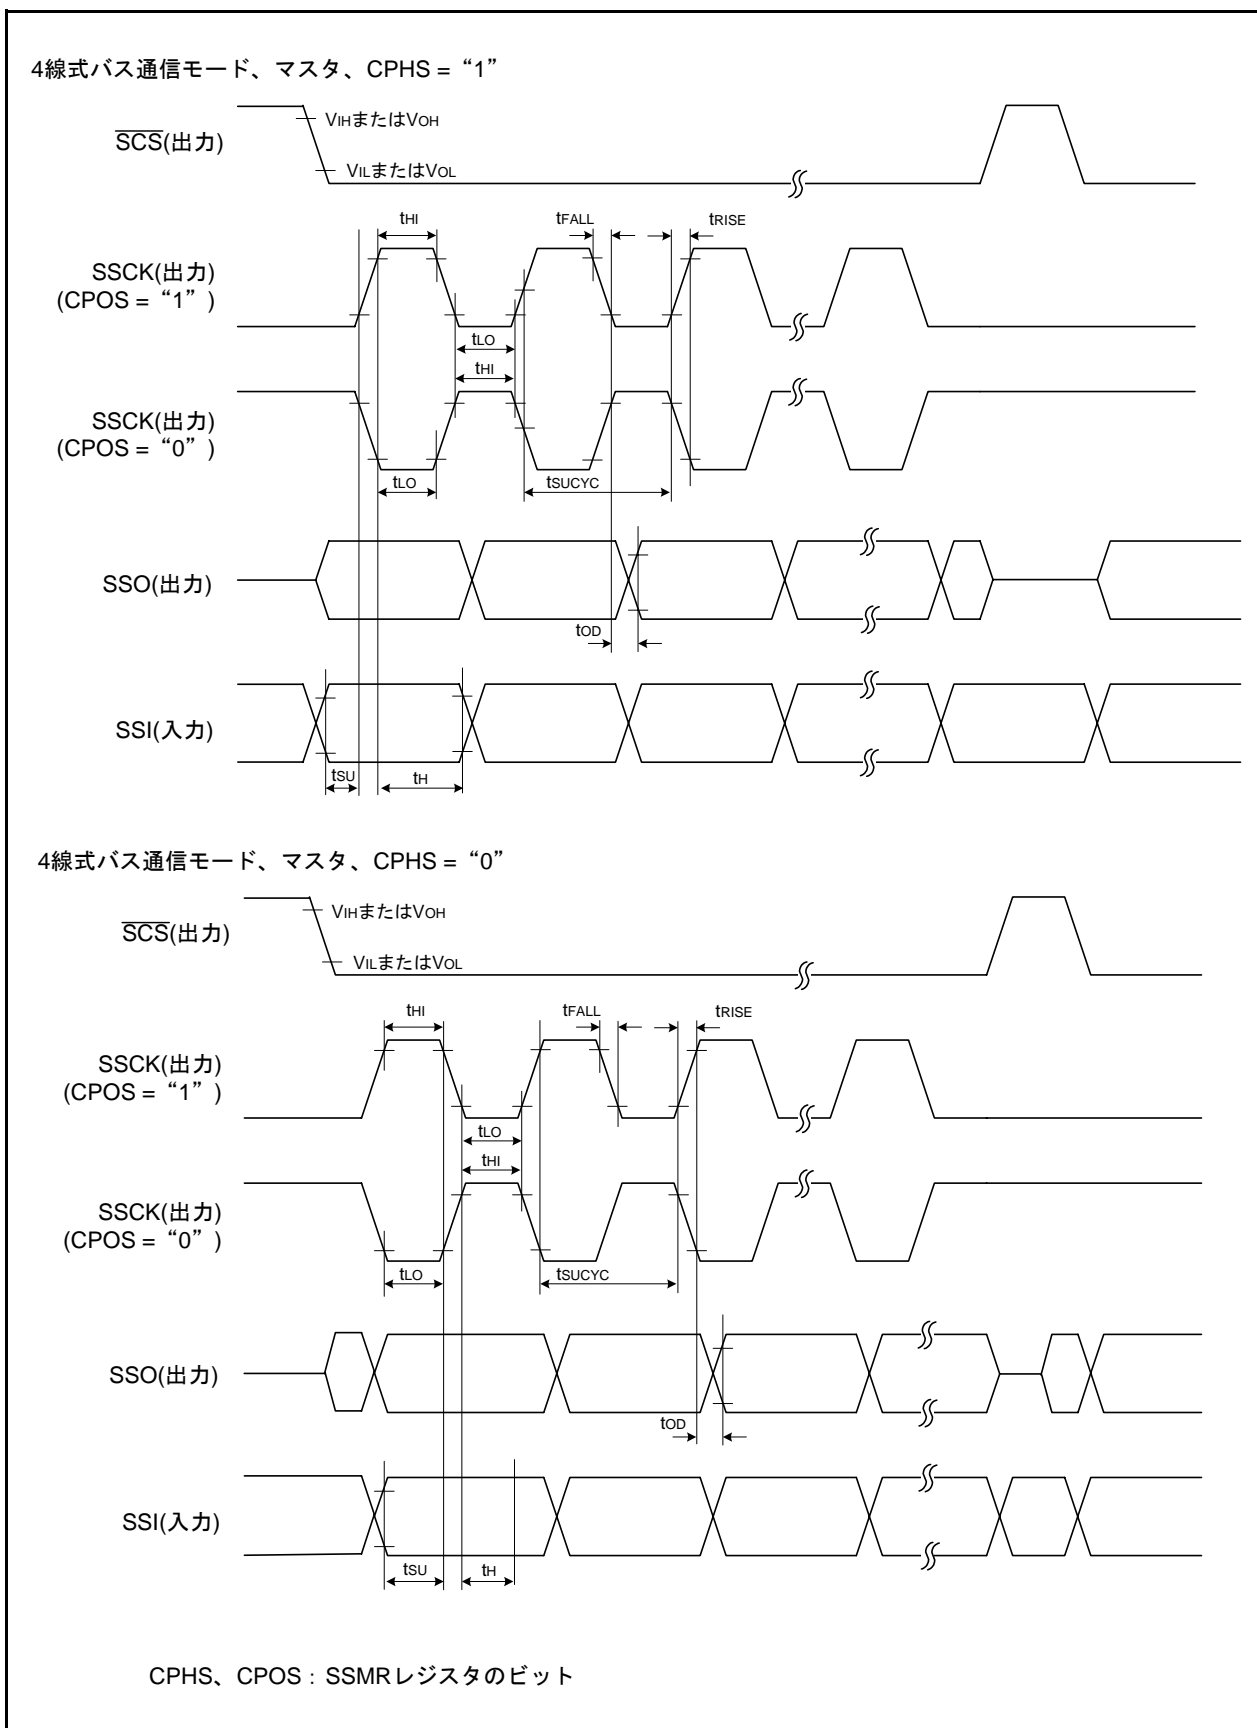 4線式バス通信モード、マスタ、CPHS = “1”
VIHまたはVOH
SCS(出力)
VILまたはVOL
tHI
tFALL
tRISE
SSCK(出力)
(CPOS = “1”)
tLO
tHI
SSCK(出力)
(CPOS = “0”)
tLO
tSUCYC
SSO(出力)
tOD
SSI(入力)
tSU
tH
4線式バス通信モード、マスタ、CPHS = “0”
VIHまたはVOH
SCS(出力)
VILまたはVOL
tHI
tFALL
tRISE
SSCK(出力)
(CPOS = “1”)
tLO
tHI
SSCK(出力)
(CPOS = “0”)
tLO
tSUCYC
SSO(出力)
tOD
SSI(入力)
tSU
tH
CPHS、CPOS : SSMRレジスタのビット